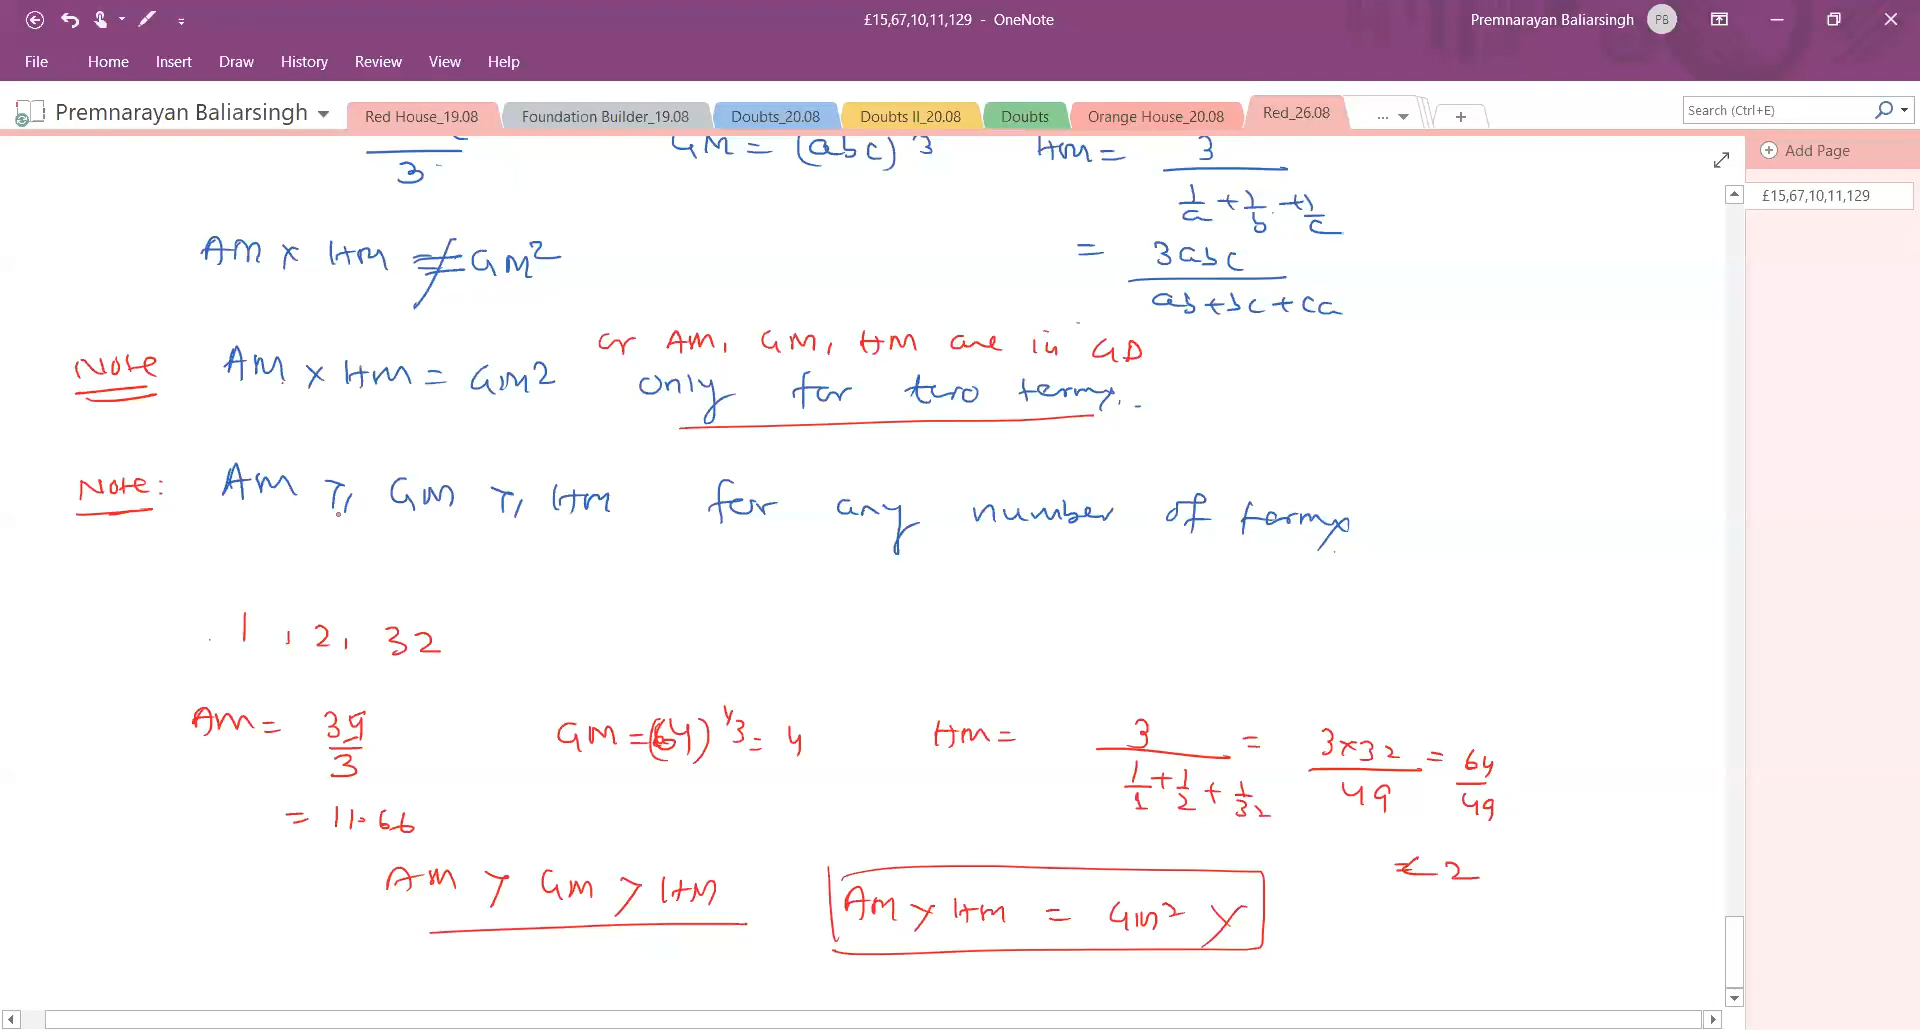 £15,67,10,11,129 - OneNote
Premnarayan Baliarsingh PB
File Home Insert Draw History Review View Help
Premnarayan Baliarsingh
Red House_19.08 Foundation Builder_19.08 Doubts_20.08 Doubts II_20.08 Doubts Orange House_20.08 Red_26.08 ...
Search (Ctrl+E)
Add Page
£15,67,10,11,129
3
GM = (abc) 3
HM = 3
1/a + 1/b + 1/c
AM x HM ≠ GM²
= 3abc
ab+bc+ca
or AM, GM, HM are in GP
Note AM x HM = GM² only for two terms.
Note: AM ≥ GM ≥ HM for any number of terms
1, 2, 32
AM = 35/3
GM = (64)^1/3 = 4
HM = 3/(1/1 + 1/2 + 1/32) = 3x32/49 = 64/49
= 11.66
< 2
AM > GM > HM
AM x HM = GM² x